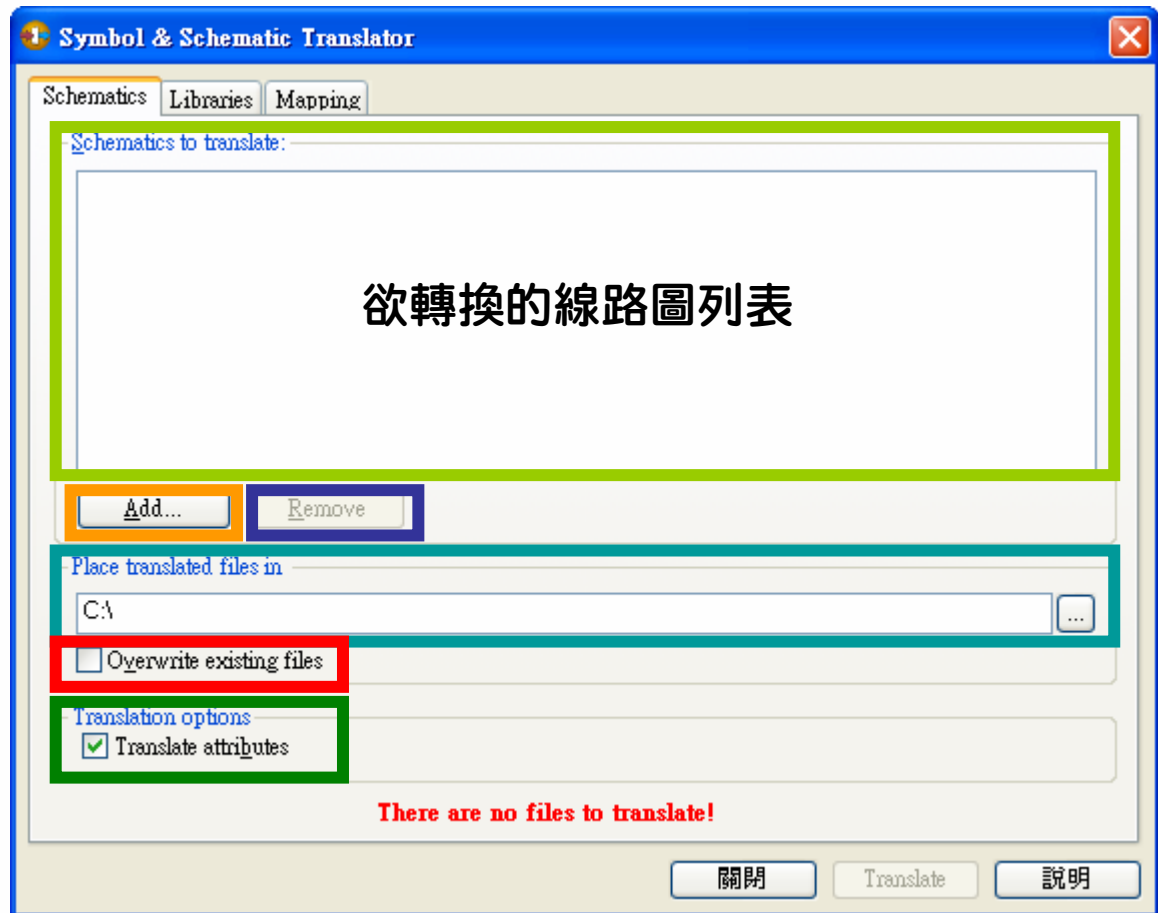 Symbol & Schematic Translator
Schematics Libraries Mapping
Schematics to translate:
欲轉換的線路圖列表
Add... Remove
Place translated files in
C:\
...
Overwrite existing files
Translation options
Translate attributes
There are no files to translate!
關閉 Translate 說明